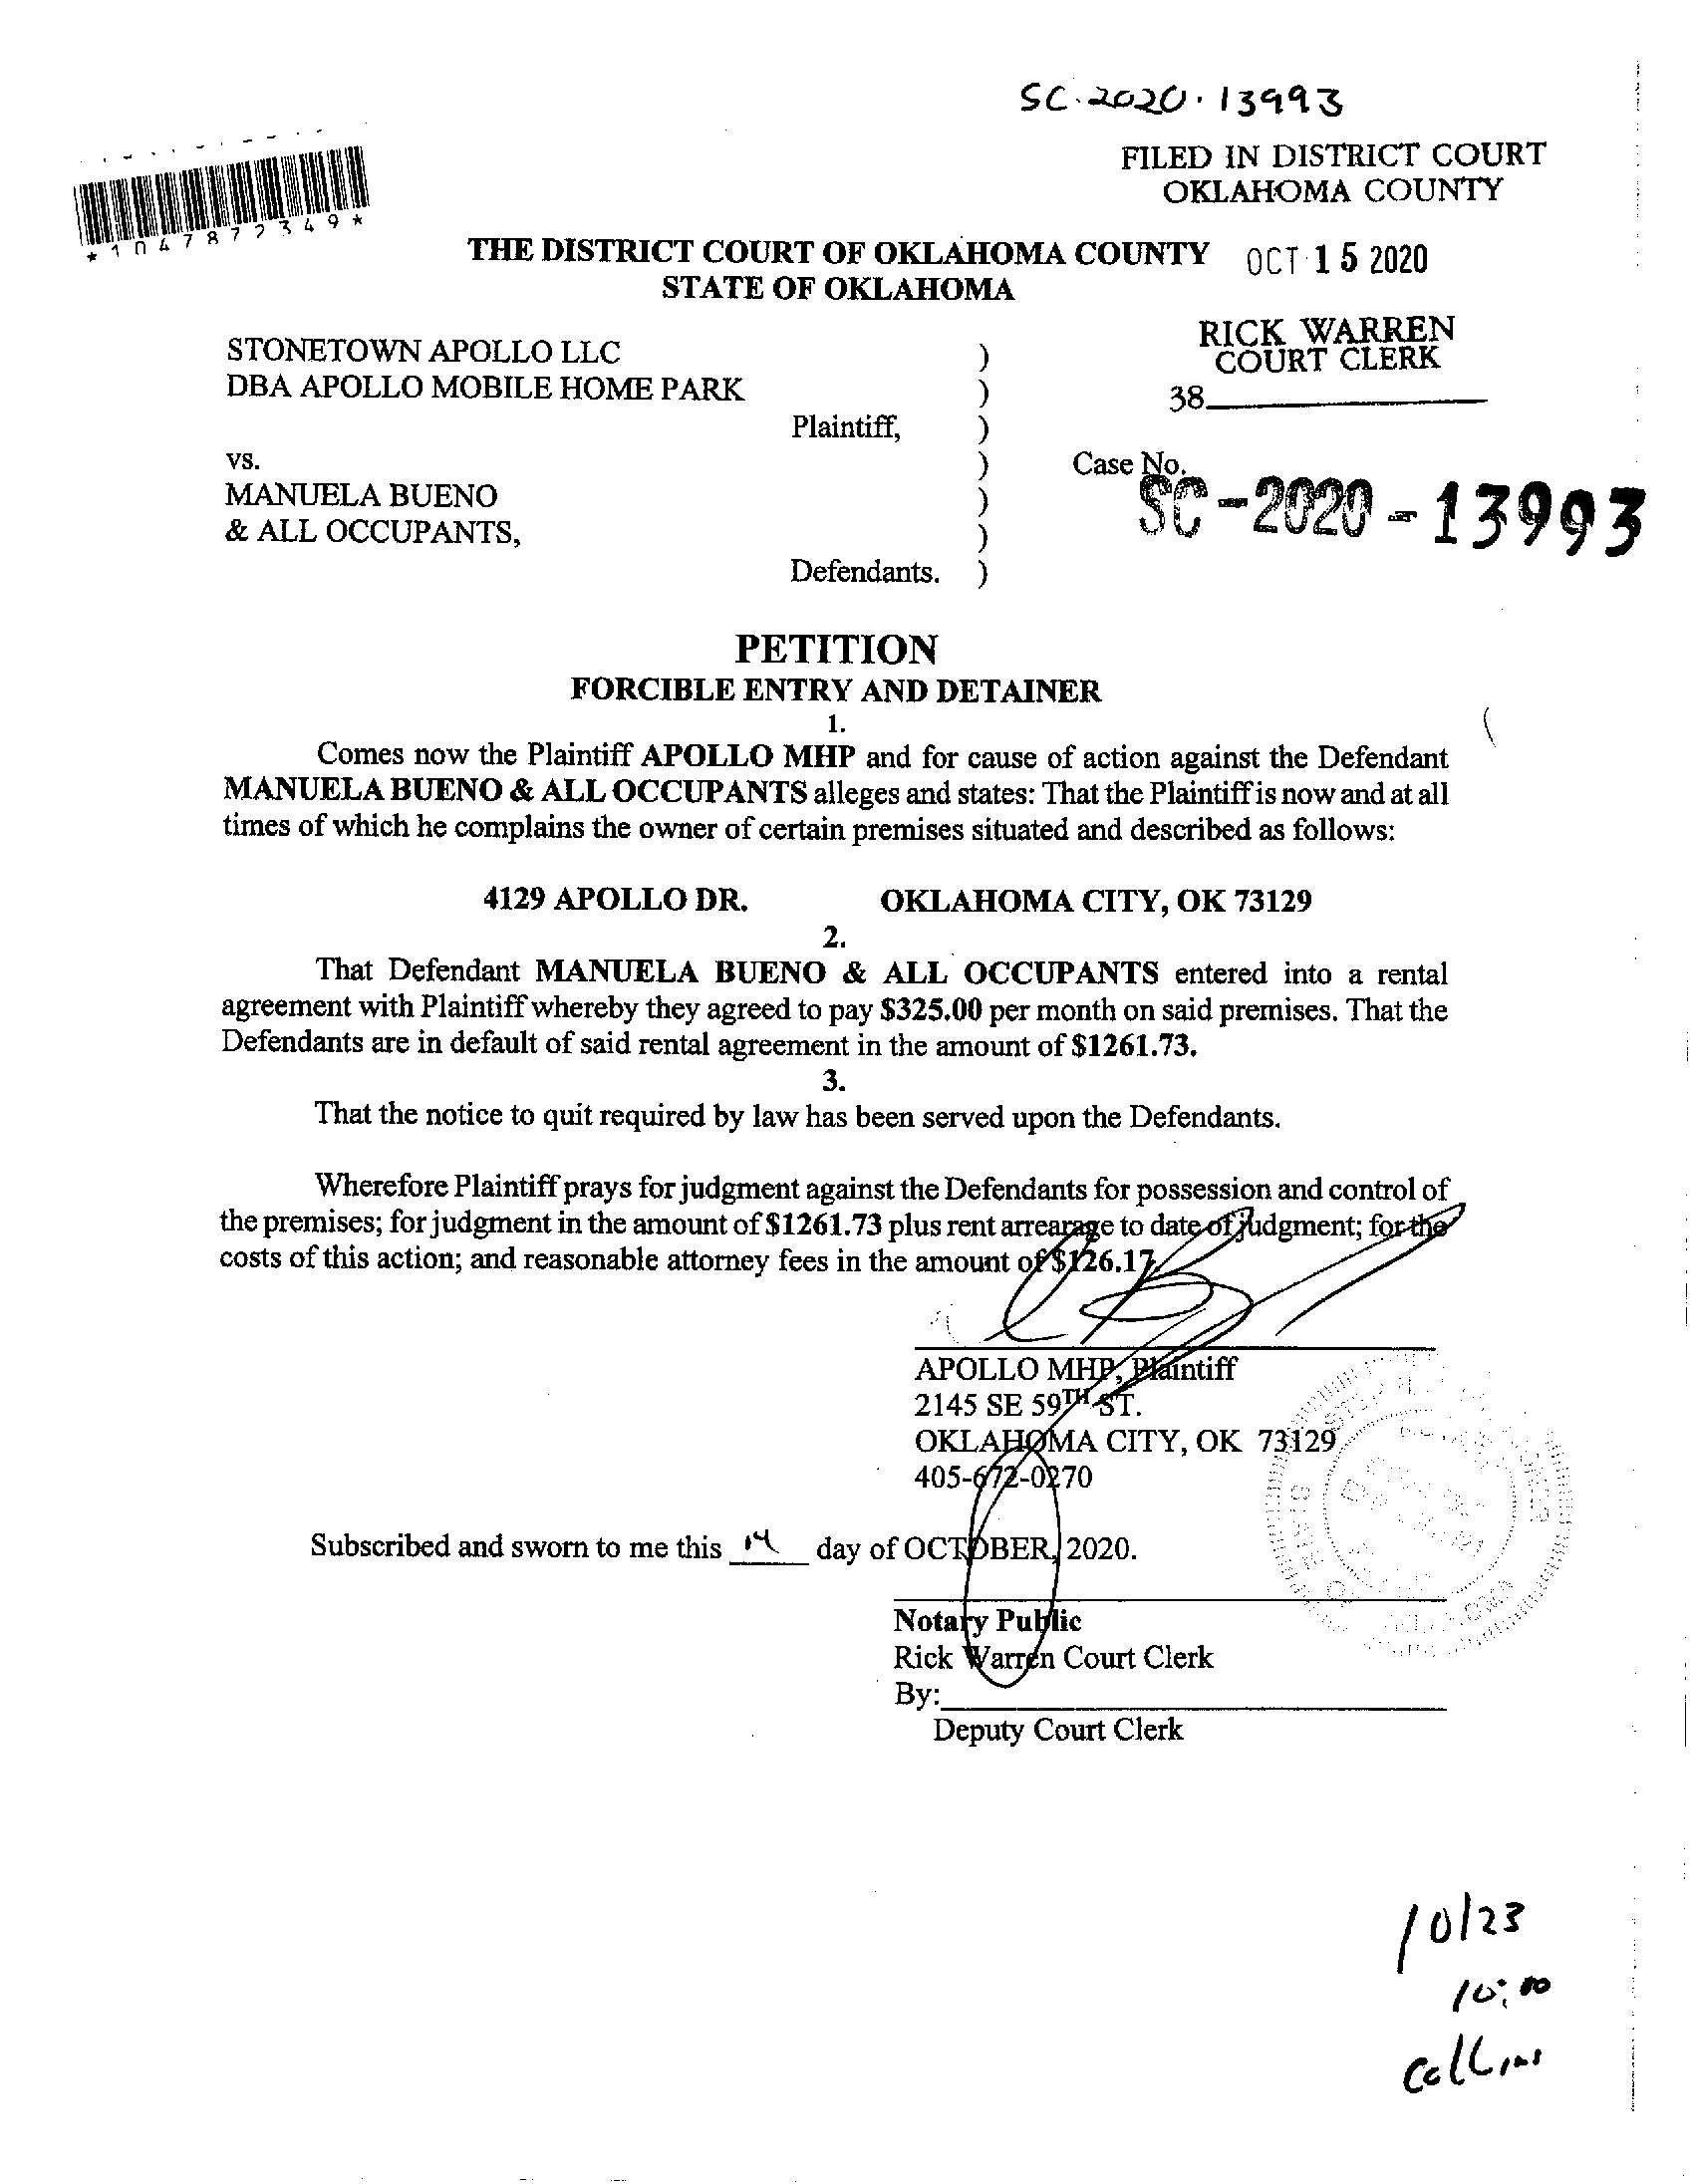 SC-2020-13993
FILED IN DISTRICT COURT
OKLAHOMA COUNTY
*1047872349*
THE DISTRICT COURT OF OKLAHOMA COUNTY
OCT 15 2020
STATE OF OKLAHOMA
RICK WARREN
COURT CLERK
38
STONETOWN APOLLO LLC )
DBA APOLLO MOBILE HOME PARK )
Plaintiff, )
vs. ) Case No.
SC-2020-13993
MANUELA BUENO )
& ALL OCCUPANTS, )
Defendants. )
PETITION
FORCIBLE ENTRY AND DETAINER
1.
Comes now the Plaintiff APOLLO MHP and for cause of action against the Defendant
MANUELA BUENO & ALL OCCUPANTS alleges and states: That the Plaintiff is now and at all
times of which he complains the owner of certain premises situated and described as follows:
4129 APOLLO DR. OKLAHOMA CITY, OK 73129
2.
That Defendant MANUELA BUENO & ALL OCCUPANTS entered into a rental
agreement with Plaintiff whereby they agreed to pay $325.00 per month on said premises. That the
Defendants are in default of said rental agreement in the amount of $1261.73.
3.
That the notice to quit required by law has been served upon the Defendants.
Wherefore Plaintiff prays for judgment against the Defendants for possession and control of
the premises; for judgment in the amount of $1261.73 plus rent arrearage to date of judgment; for the
costs of this action; and reasonable attorney fees in the amount of $126.17.
APOLLO MHP, Plaintiff
2145 SE 59TH ST.
OKLAHOMA CITY, OK 73129
405-672-0270
Subscribed and sworn to me this 14 day of OCTOBER, 2020.
Notary Public
Rick Warren Court Clerk
By:
Deputy Court Clerk
10/23
10:00
Collins